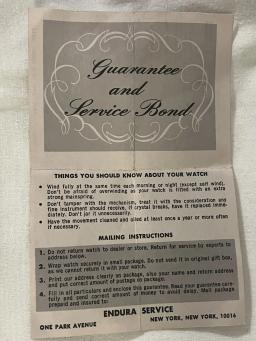 Guarantee
and
Service Bond
THINGS YOU SHOULD KNOW ABOUT YOUR WATCH
• Wind fully at the same time each morning or night (except self wind). Don't be afraid of overwinding as your watch is fitted with an extra strong mainspring.
• Don't tamper with the mechanism, treat it with the consideration and fine instrument should receive, if crystal breaks, have it replaced immediately. Don't jar it unnecessarily.
• Have the movement cleaned and oiled at least once a year or more often if necessary.
MAILING INSTRUCTIONS
1. Do not return watch to dealer or store. Return for service by experts to address below.
2. Wrap watch securely in small package. Do not send in original gift box, as we cannot return it with your watch.
3. Print our address clearly on package, also your name and return address and put correct amount of postage on package.
4. Fill in all particulars and enclose this guarantee. Read your guarantee carefully and send correct amount of money to avoid delay. Mail package prepaid and insured to:
ENDURA SERVICE
ONE PARK AVENUE NEW YORK, NEW YORK, 10016